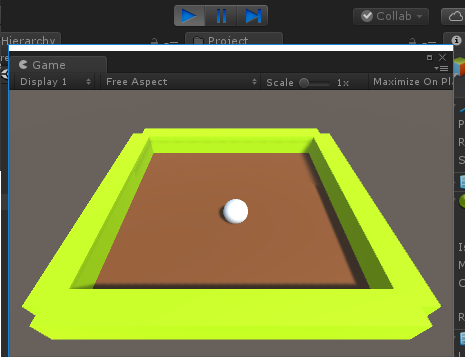 Collab
Hierarchy
Project
Game
Display 1
Free Aspect
Scale
1x
Maximize On Pl